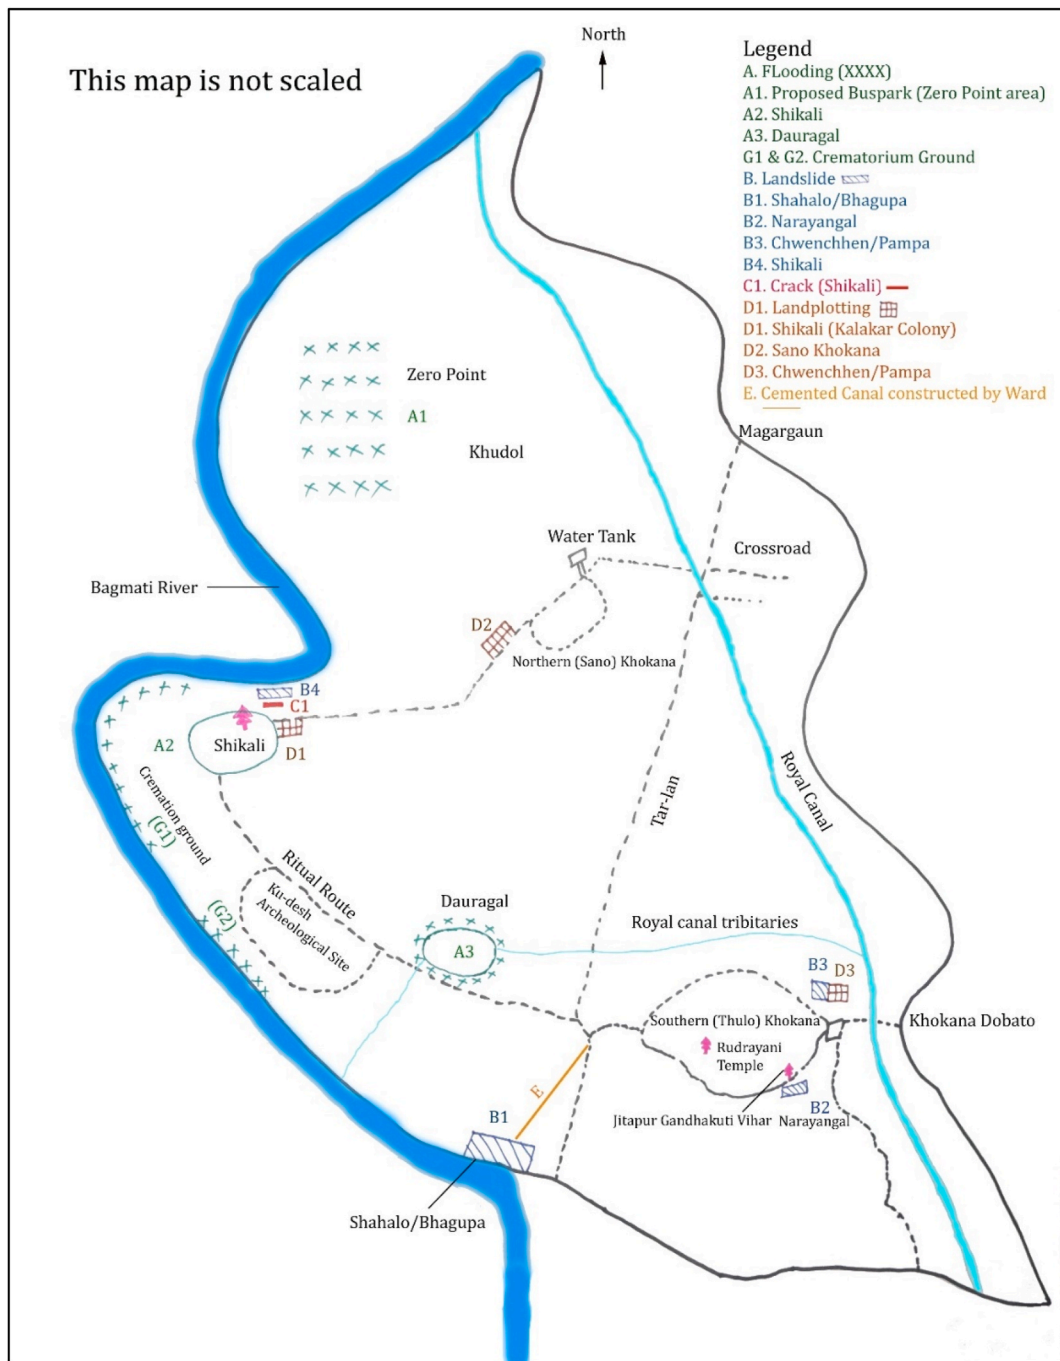 North
This map is not scaled
Legend
A. FLooding (XXXX)
A1. Proposed Buspark (Zero Point area)
A2. Shikali
A3. Dauragal
G1 & G2. Crematorium Ground
B. Landslide
B1. Shahalo/Bhagupa
B2. Narayangal
B3. Chwenchhen/Pampa
B4. Shikali
C1. Crack (Shikali)
D1. Landplotting
D1. Shikali (Kalakar Colony)
D2. Sano Khokana
D3. Chwenchhen/Pampa
E. Cemented Canal constructed by Ward
Zero Point
A1
Khudol
Magargaun
Water Tank
Crossroad
Bagmati River
D2
Northern (Sano) Khokana
B4
C1
A2
Shikali
D1
Royal Canal
Tar-lan
Cremation ground
(G1)
(G2)
Ritual Route
Ku-desh
Archeological Site
Dauragal
A3
Royal canal tribitaries
B3
D3
Southern (Thulo) Khokana
Khokana Dobato
Rudrayani
Temple
E
B1
B2
Jitapur Gandhakuti Vihar
Narayangal
Shahalo/Bhagupa